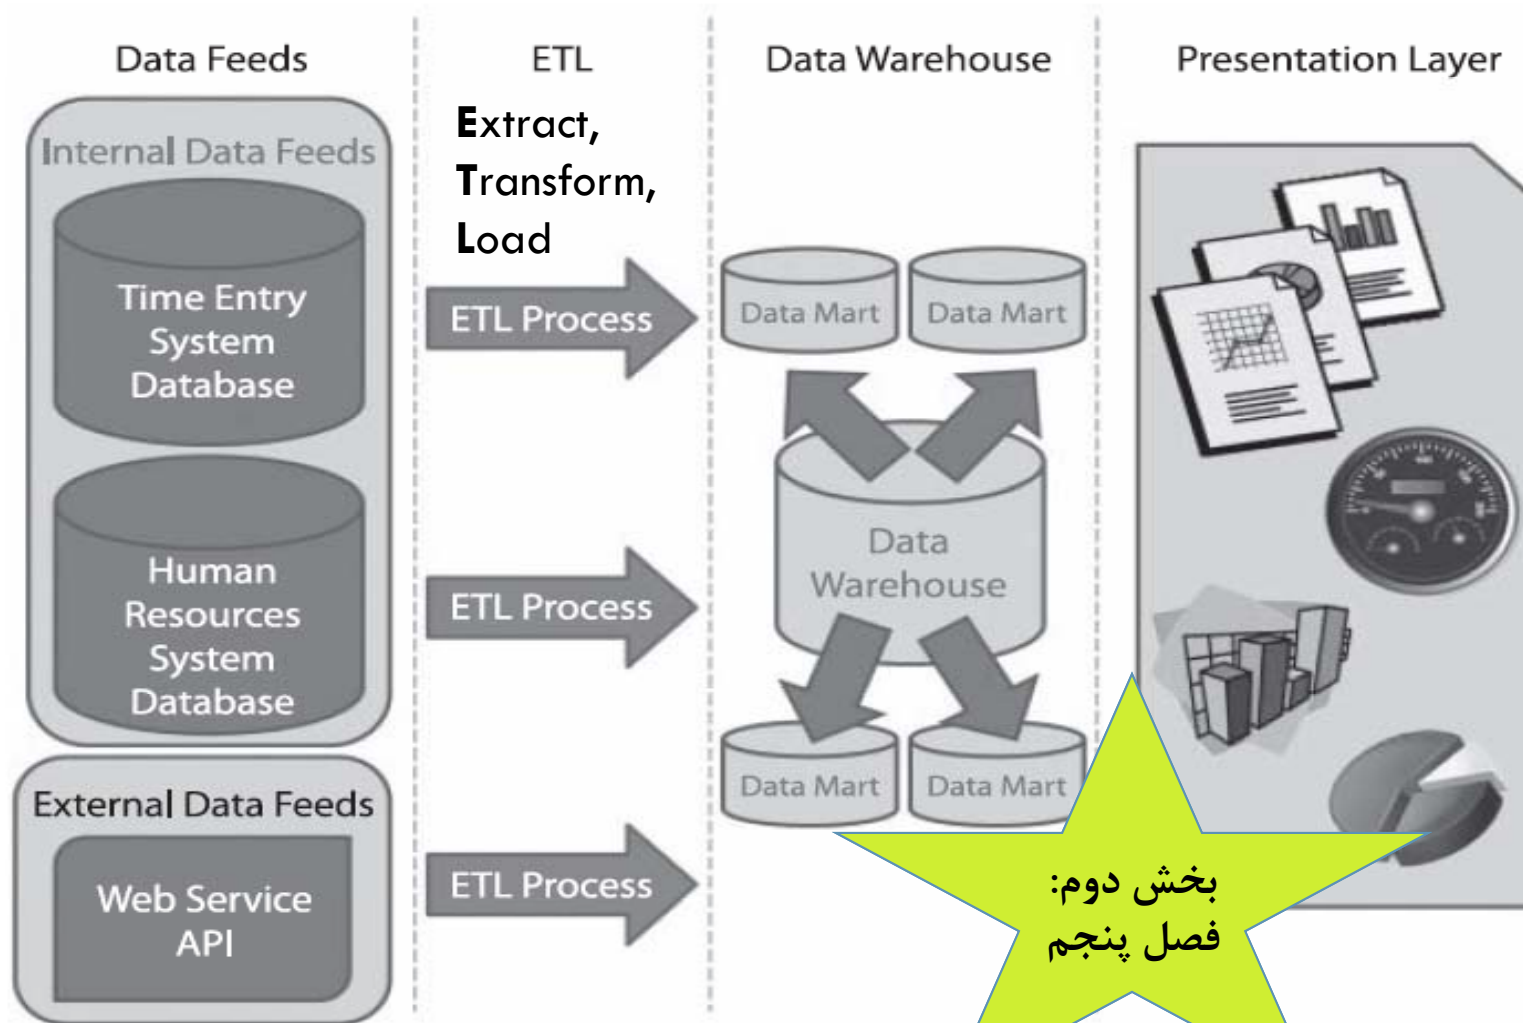 Data Feeds
ETL
Data Warehouse
Presentation Layer
Internal Data Feeds
Time Entry
System
Database
Human
Resources
System
Database
External Data Feeds
Web Service
API
Extract,
Transform,
Load
ETL Process
ETL Process
ETL Process
Data Mart
Data Mart
Data
Warehouse
Data Mart
Data Mart
بخش دوم:
فصل پنجم